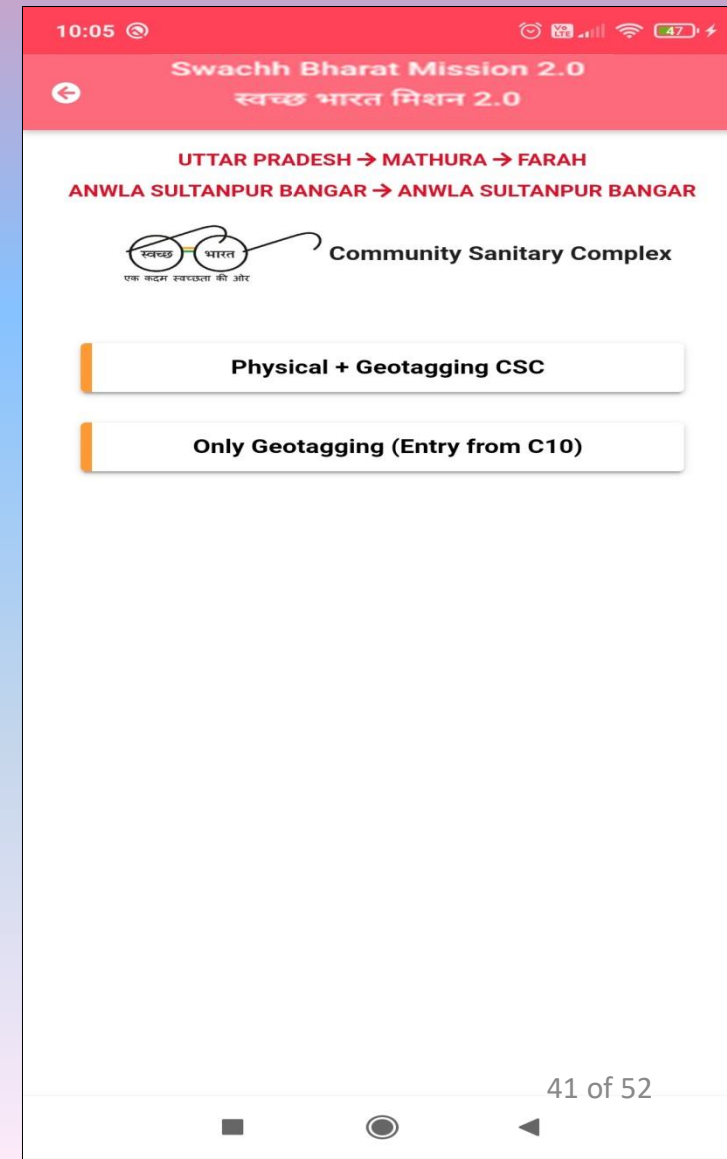 10:05
Vo LTE 47
Swachh Bharat Mission 2.0
स्वच्छ भारत मिशन 2.0
UTTAR PRADESH → MATHURA → FARAH
ANWLA SULTANPUR BANGAR → ANWLA SULTANPUR BANGAR
स्वच्छ भारत
एक कदम स्वच्छता की ओर
Community Sanitary Complex
Physical + Geotagging CSC
Only Geotagging (Entry from C10)
41 of 52